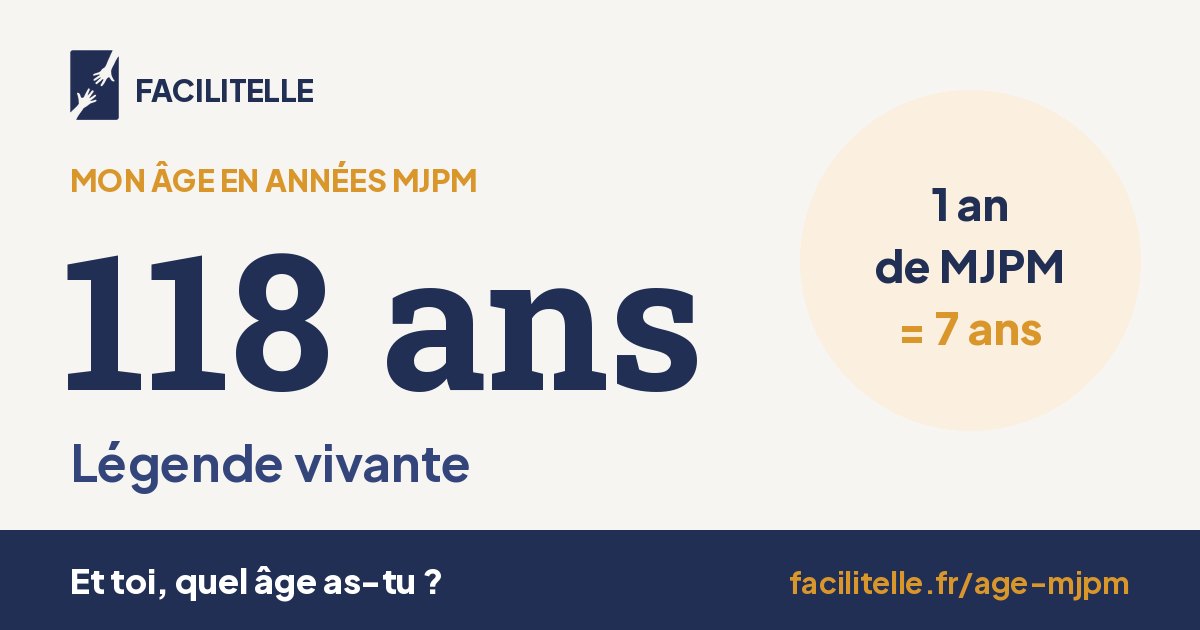 FACILITELLE
MON ÂGE EN ANNÉES MJPM
118 ans
Légende vivante
1 an
de MJPM
= 7 ans
Et toi, quel âge as-tu ?
facilitelle.fr/age-mjpm